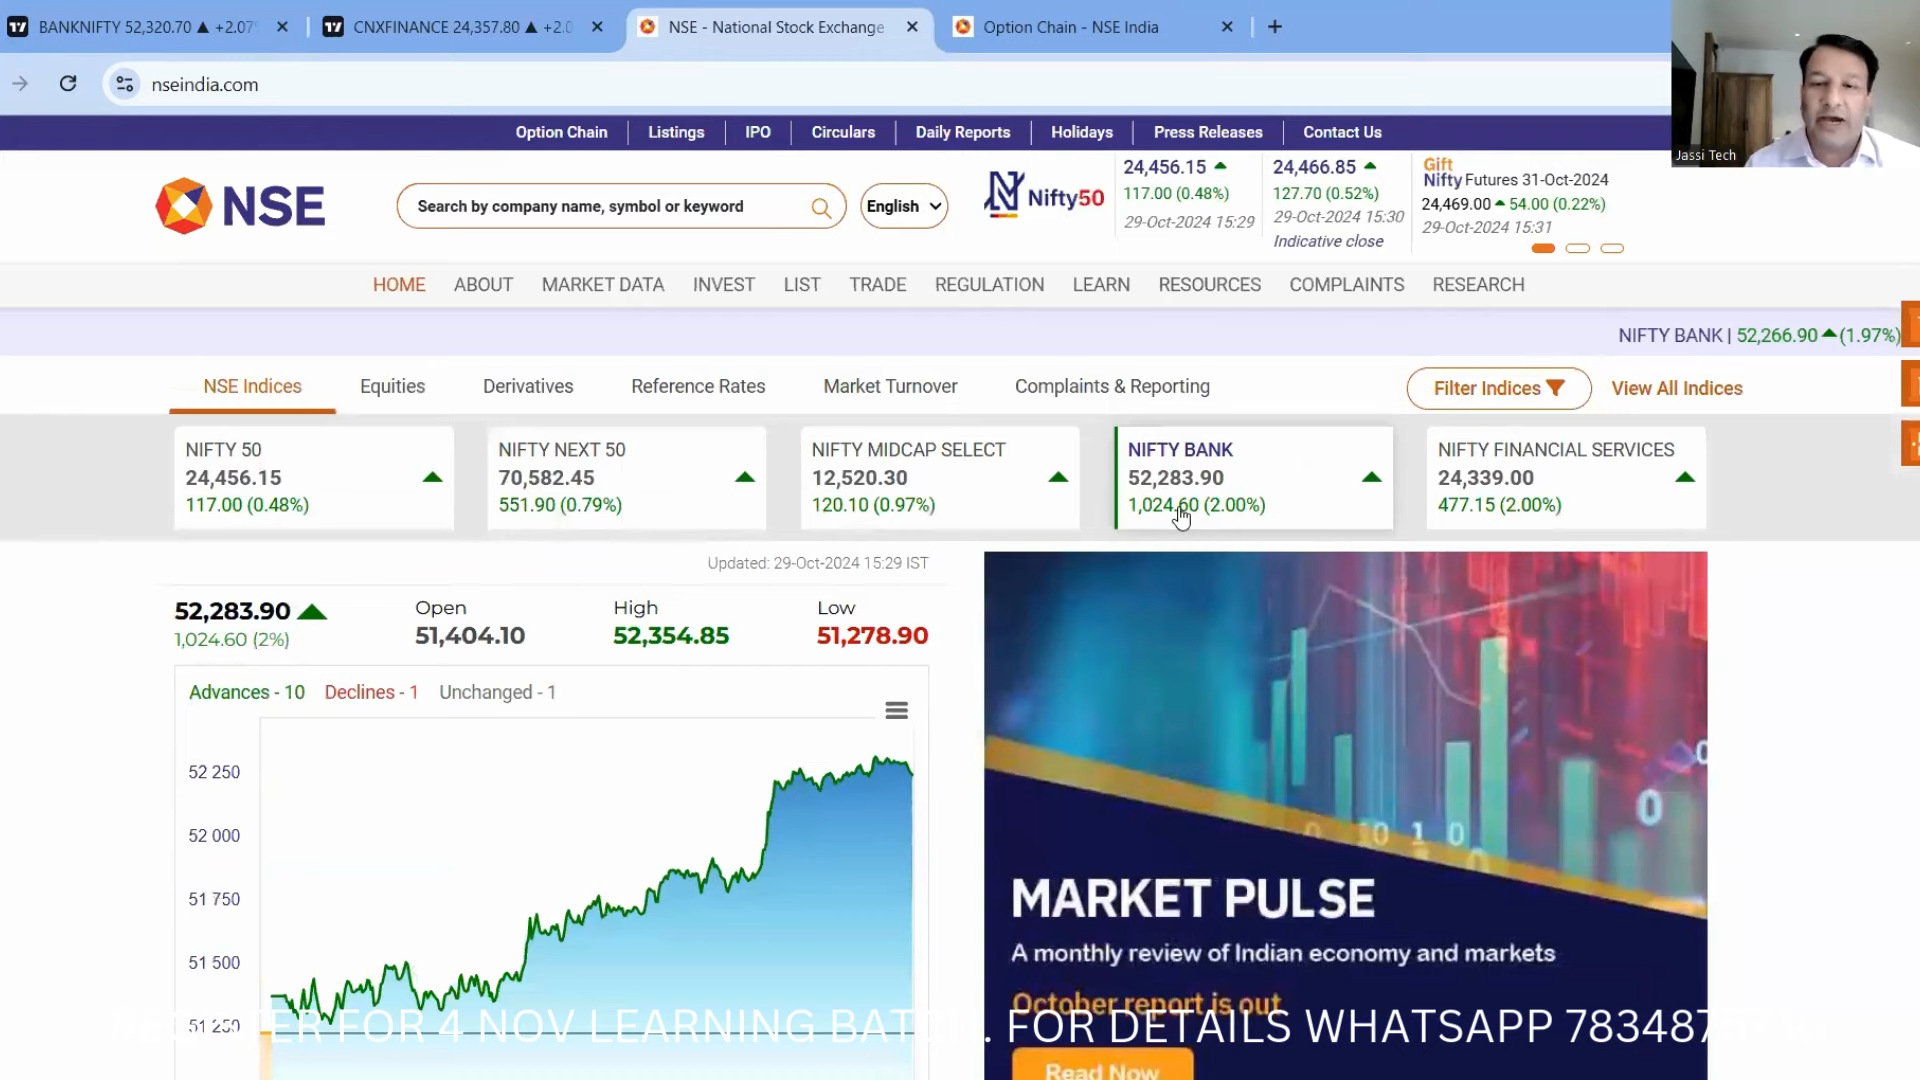 BANKNIFTY 52,320.70 ▲ +2.07
CNXFINANCE 24,357.80 ▲ +2.0
NSE - National Stock Exchange
Option Chain - NSE India
nseindia.com
Jassi Tech
Option Chain
Listings
IPO
Circulars
Daily Reports
Holidays
Press Releases
Contact Us
NSE
Search by company name, symbol or keyword
English
Nifty50
24,456.15
117.00 (0.48%)
29-Oct-2024 15:29
24,466.85
127.70 (0.52%)
29-Oct-2024 15:30
Indicative close
Gift
Nifty Futures 31-Oct-2024
24,469.00 54.00 (0.22%)
29-Oct-2024 15:31
HOME
ABOUT
MARKET DATA
INVEST
LIST
TRADE
REGULATION
LEARN
RESOURCES
COMPLAINTS
RESEARCH
NIFTY BANK | 52,266.90 (1.97%)
NSE Indices
Equities
Derivatives
Reference Rates
Market Turnover
Complaints & Reporting
Filter Indices
View All Indices
NIFTY 50
24,456.15
117.00 (0.48%)
NIFTY NEXT 50
70,582.45
551.90 (0.79%)
NIFTY MIDCAP SELECT
12,520.30
120.10 (0.97%)
NIFTY BANK
52,283.90
1,024.60 (2.00%)
NIFTY FINANCIAL SERVICES
24,339.00
477.15 (2.00%)
Updated: 29-Oct-2024 15:29 IST
52,283.90
1,024.60 (2%)
Open
51,404.10
High
52,354.85
Low
51,278.90
Advances - 10
Declines - 1
Unchanged - 1
52 250
52 000
51 750
51 500
51 250
MARKET PULSE
A monthly review of Indian economy and markets
October report is out
Read Now
FOR 4 NOV LEARNING FOR DETAILS WHATSAPP